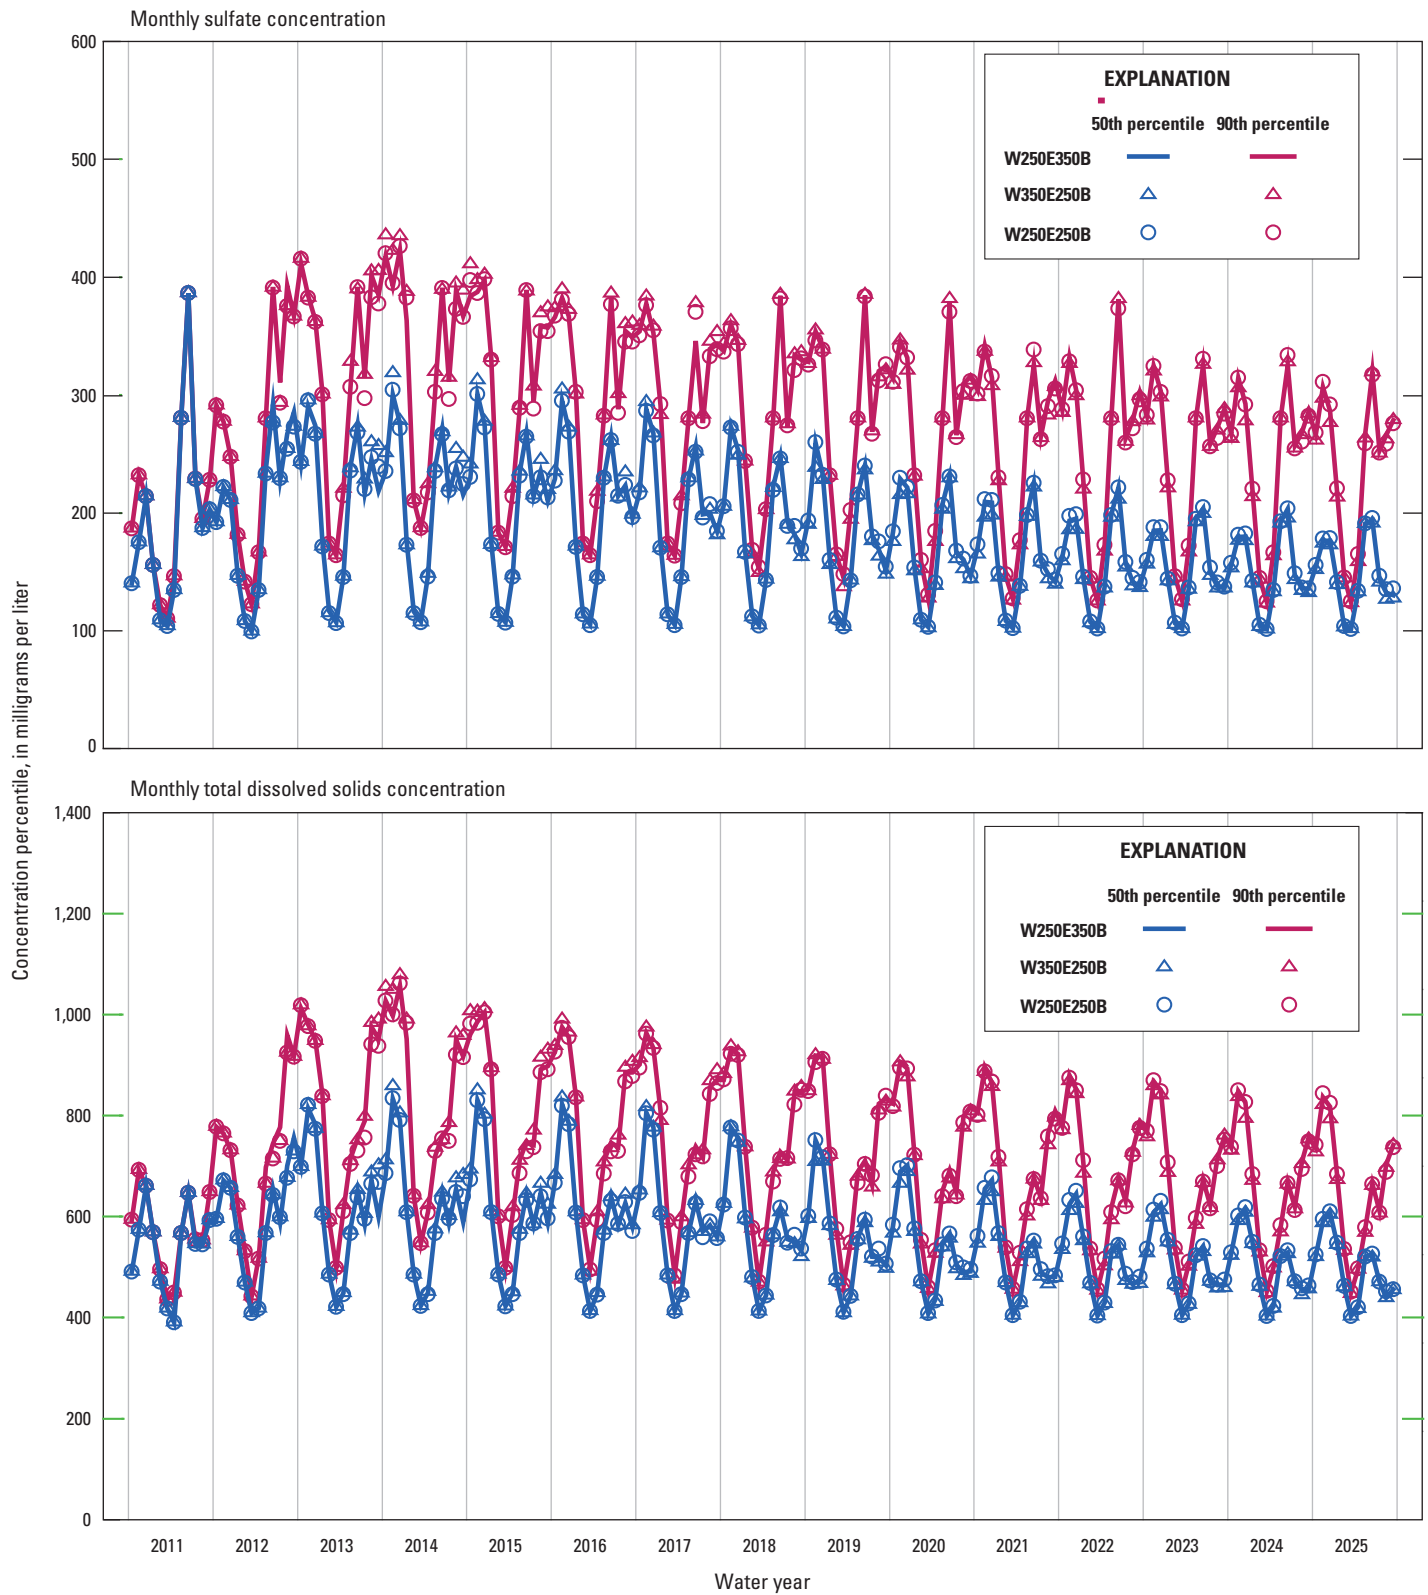 Monthly sulfate concentration
600
500
400
300
200
100
0
EXPLANATION
50th percentile 90th percentile
W250E350B
W350E250B
W250E250B
Concentration percentile, in milligrams per liter
Monthly total dissolved solids concentration
1,400
1,200
1,000
800
600
400
200
0
EXPLANATION
50th percentile 90th percentile
W250E350B
W350E250B
W250E250B
2011 2012 2013 2014 2015 2016 2017 2018 2019 2020 2021 2022 2023 2024 2025
Water year